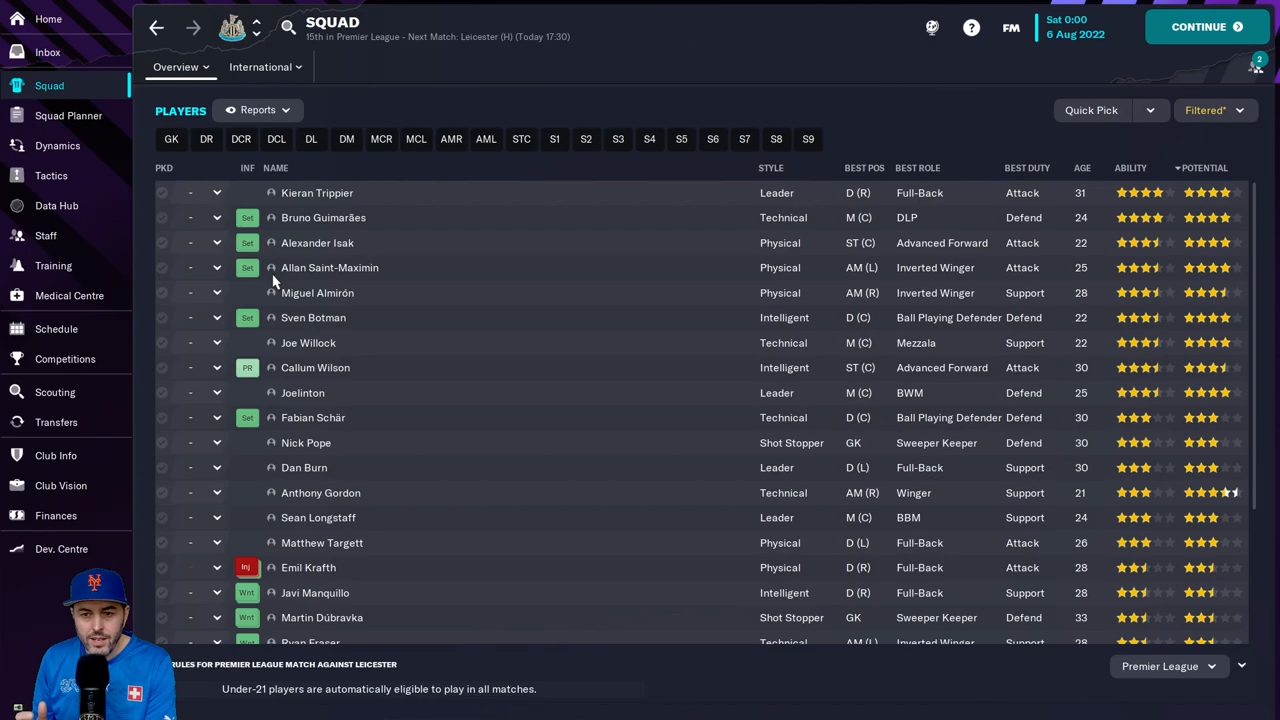 Home
Inbox
Squad
Squad Planner
Dynamics
Tactics
Data Hub
Staff
Training
Medical Centre
Schedule
Competitions
Scouting
Transfers
Club Info
Club Vision
Finances
Dev. Centre
SQUAD
15th in Premier League - Next Match: Leicester (H) (Today 17:30)
FM
Sat 0:00
6 Aug 2022
CONTINUE
2
Overview International
PLAYERS Reports Quick Pick Filtered*
GK DR DCR DCL DL DM MCR MCL AMR AML STC S1 S2 S3 S4 S5 S6 S7 S8 S9
PKD INF NAME STYLE BEST POS BEST ROLE BEST DUTY AGE ABILITY POTENTIAL
- Kieran Trippier Leader D (R) Full-Back Attack 31
- Set Bruno Guimarães Technical M (C) DLP Defend 24
- Set Alexander Isak Physical ST (C) Advanced Forward Attack 22
- Set Allan Saint-Maximin Physical AM (L) Inverted Winger Attack 25
- Miguel Almirón Physical AM (R) Inverted Winger Support 28
- Set Sven Botman Intelligent D (C) Ball Playing Defender Defend 22
- Joe Willock Technical M (C) Mezzala Support 22
- PR Callum Wilson Intelligent ST (C) Advanced Forward Attack 30
- Joelinton Leader M (C) BWM Defend 25
- Set Fabian Schär Technical D (C) Ball Playing Defender Defend 30
- Nick Pope Shot Stopper GK Sweeper Keeper Defend 30
- Dan Burn Leader D (L) Full-Back Support 30
- Anthony Gordon Technical AM (R) Winger Support 21
- Sean Longstaff Leader M (C) BBM Support 24
- Matthew Targett Physical D (L) Full-Back Attack 26
- Inj Emil Krafth Physical D (R) Full-Back Attack 28
- Wnt Javi Manquillo Intelligent D (R) Full-Back Support 28
- Wnt Martin Dúbravka Shot Stopper GK Sweeper Keeper Defend 33
- Wnt Ryan Fraser Technical AM (L) Inverted Winger Support 28
RULES FOR PREMIER LEAGUE MATCH AGAINST LEICESTER
Premier League
Under-21 players are automatically eligible to play in all matches.